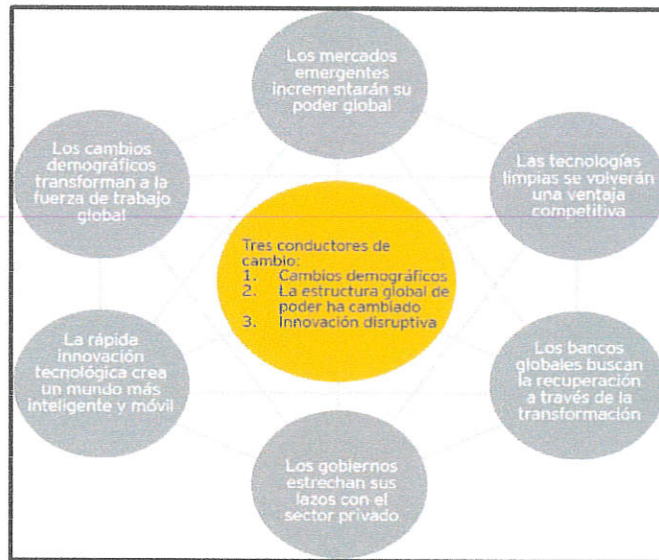 Los mercados
emergentes
incrementarán su
poder global
Los cambios
demográficos
transforman a la
fuerza de trabajo
global
Las tecnologías
limpias se volverán
una ventaja
competitiva
Tres conductores de
cambio:
1. Cambios demográficos
2. La estructura global de
poder ha cambiado
3. Innovación disruptiva
La rápida
innovación
tecnológica crea
un mundo más
inteligente y móvil
Los bancos
globales buscan
la recuperación
a través de la
transformación
Los gobiernos
estrechan sus
lazos con el
sector privado